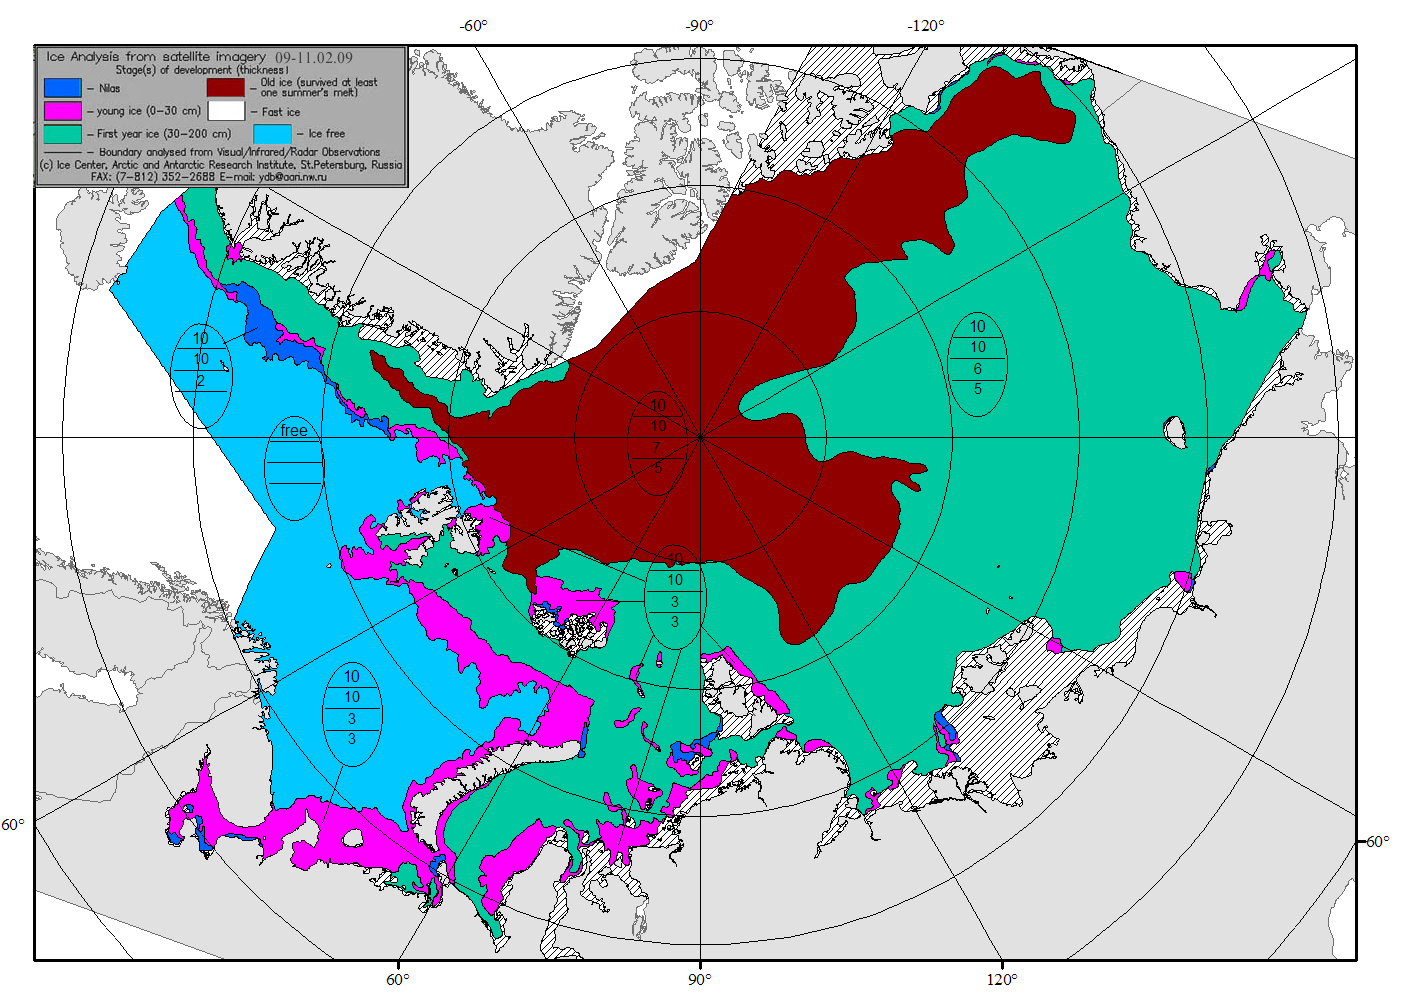 -60° -90° -120°
Ice Analysis from satellite imagery 09-11.02.09
Stage(s) of development (thickness)
- Nilas
- Old ice (survived at least
one summer's melt)
- young ice (0-30 cm)
- Fast ice
- First year ice (30-200 cm)
- Ice free
- Boundary analysed from Visual/Infrared/Radar Observations
(c) Ice Center, Arctic and Antarctic Research Institute, St.Petersburg, Russia
FAX: (7-812) 352-2688 E-mail: ydb@aari.nw.ru
10
10
2
10
10
6
5
free
10
10
7
5
10
10
3
3
10
10
3
3
60°
60°
60° 90° 120°